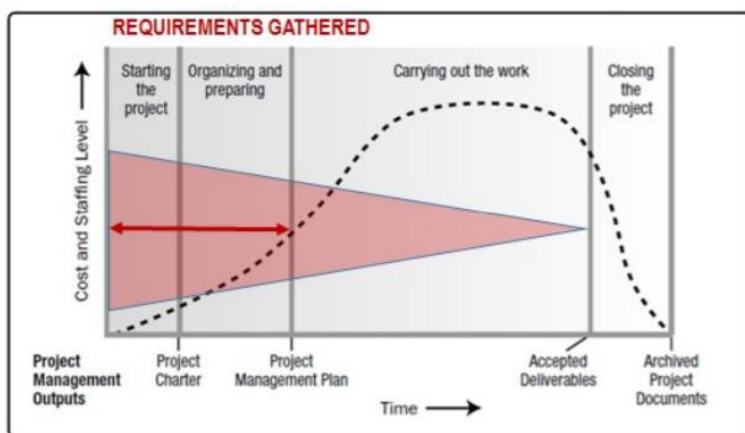 REQUIREMENTS GATHERED
Starting
the
project
Organizing and
preparing
Carrying out the work
Closing
the
project
Cost and Staffing Level
Project
Management
Outputs
Project
Charter
Project
Management Plan
Accepted
Deliverables
Archived
Project
Documents
Time